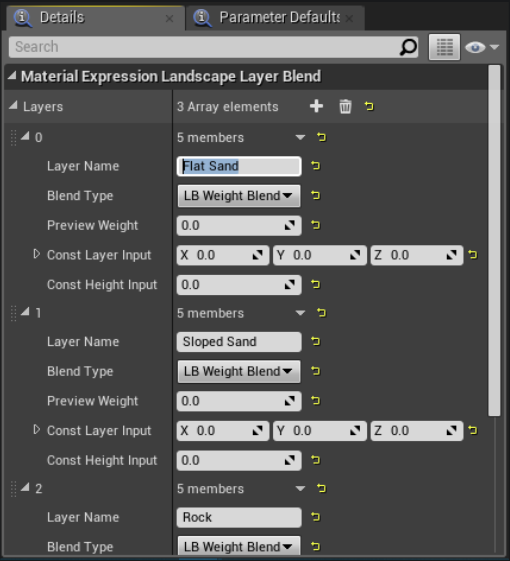 Details
Parameter Defaults
Search
Material Expression Landscape Layer Blend
Layers 3 Array elements
0 5 members
Layer Name Flat Sand
Blend Type LB Weight Blend
Preview Weight 0.0
Const Layer Input X 0.0 Y 0.0 Z 0.0
Const Height Input 0.0
1 5 members
Layer Name Sloped Sand
Blend Type LB Weight Blend
Preview Weight 0.0
Const Layer Input X 0.0 Y 0.0 Z 0.0
Const Height Input 0.0
2 5 members
Layer Name Rock
Blend Type LB Weight Blend